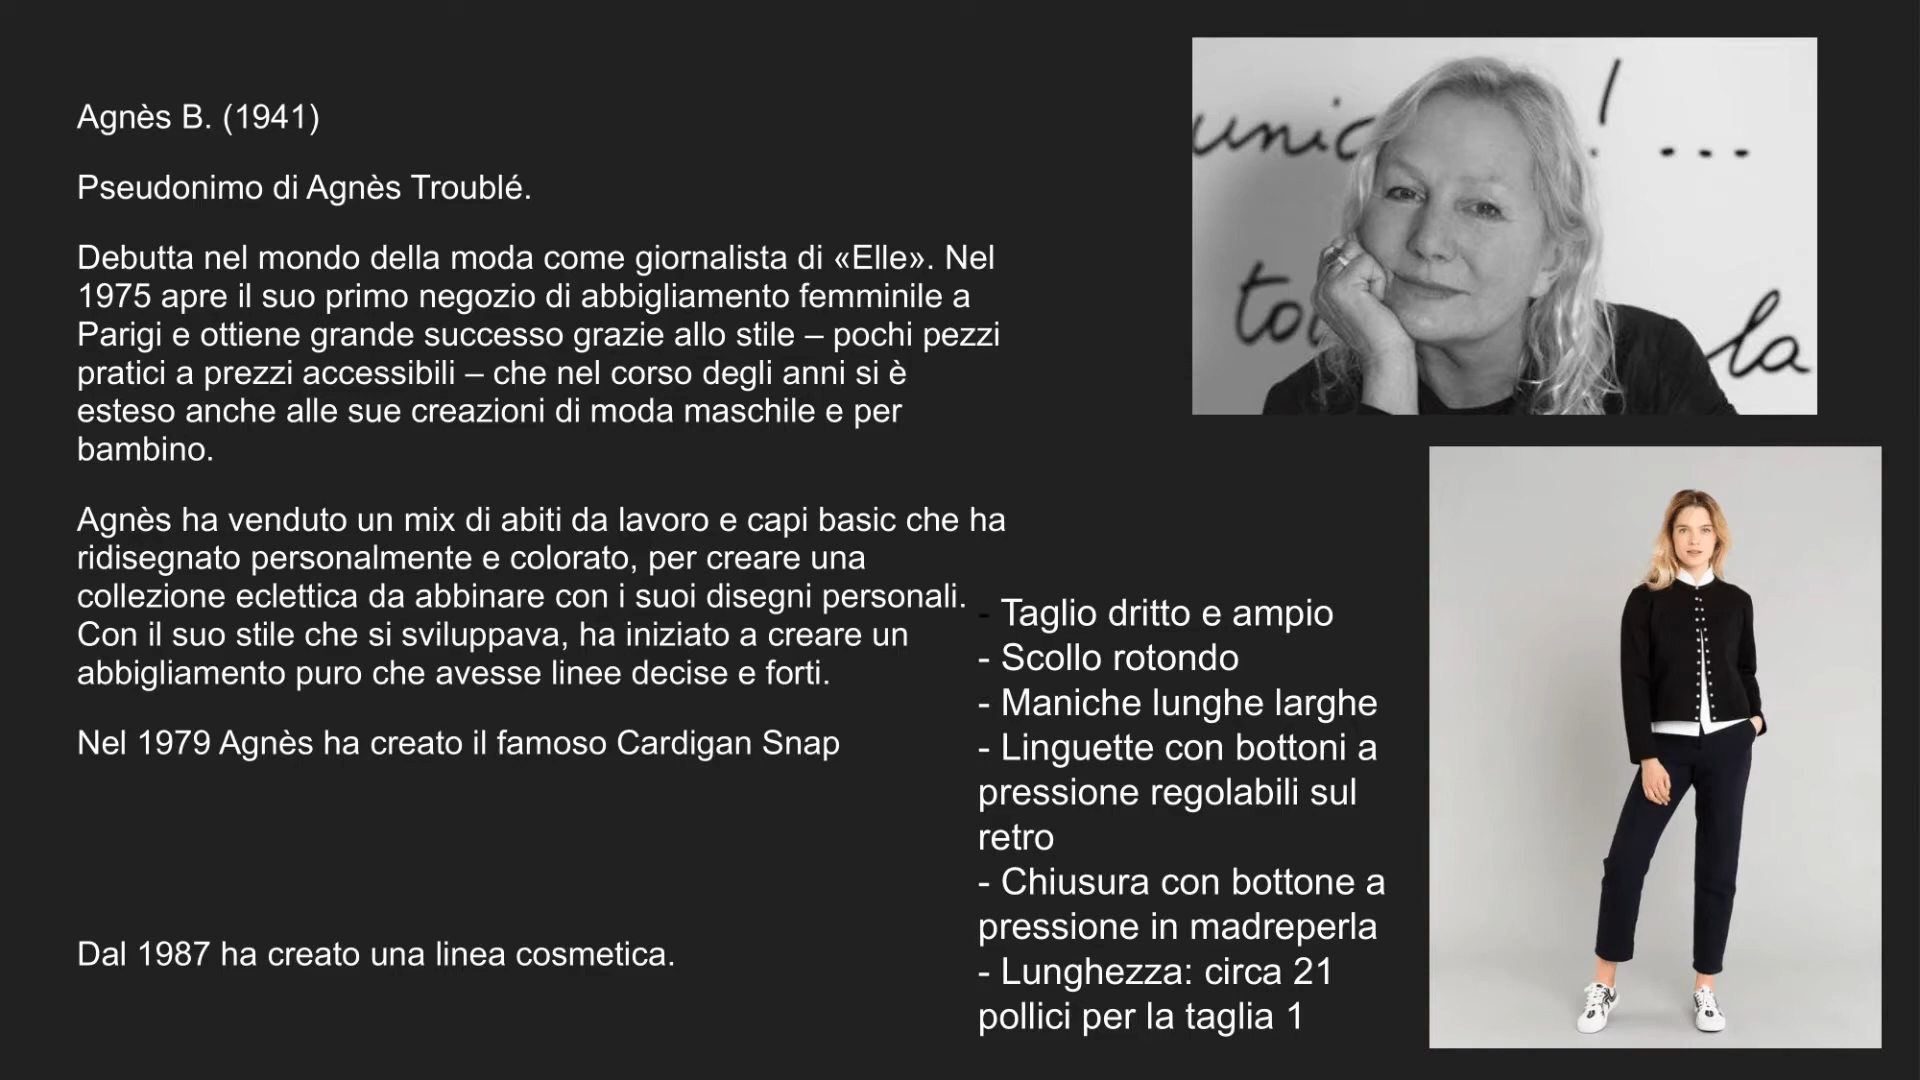 Agnès B. (1941)
Pseudonimo di Agnès Troublé.
Debutta nel mondo della moda come giornalista di «Elle». Nel
1975 apre il suo primo negozio di abbigliamento femminile a
Parigi e ottiene grande successo grazie allo stile – pochi pezzi
pratici a prezzi accessibili – che nel corso degli anni si è
esteso anche alle sue creazioni di moda maschile e per
bambino.
Agnès ha venduto un mix di abiti da lavoro e capi basic che ha
ridisegnato personalmente e colorato, per creare una
collezione eclettica da abbinare con i suoi disegni personali.
Con il suo stile che si sviluppava, ha iniziato a creare un
abbigliamento puro che avesse linee decise e forti.
Nel 1979 Agnès ha creato il famoso Cardigan Snap
Dal 1987 ha creato una linea cosmetica.
unic ! ...
la
- Taglio dritto e ampio
- Scollo rotondo
- Maniche lunghe larghe
- Linguette con bottoni a
pressione regolabili sul
retro
- Chiusura con bottone a
pressione in madreperla
- Lunghezza: circa 21
pollici per la taglia 1